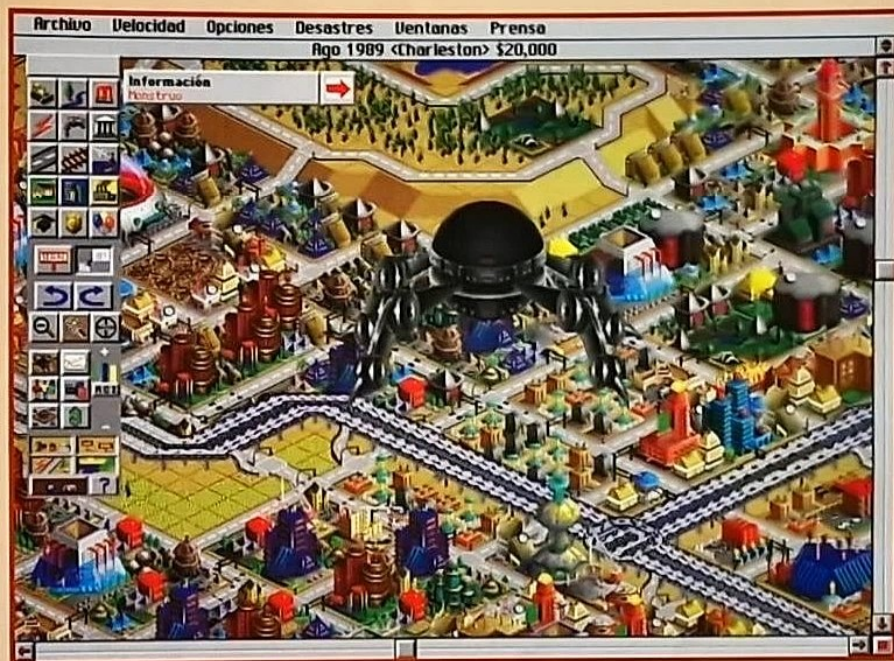 Archivo Velocidad Opciones Desastres Ventanas Prensa
Ago 1989 <Charleston> $20,000
Información
Monstruo
?